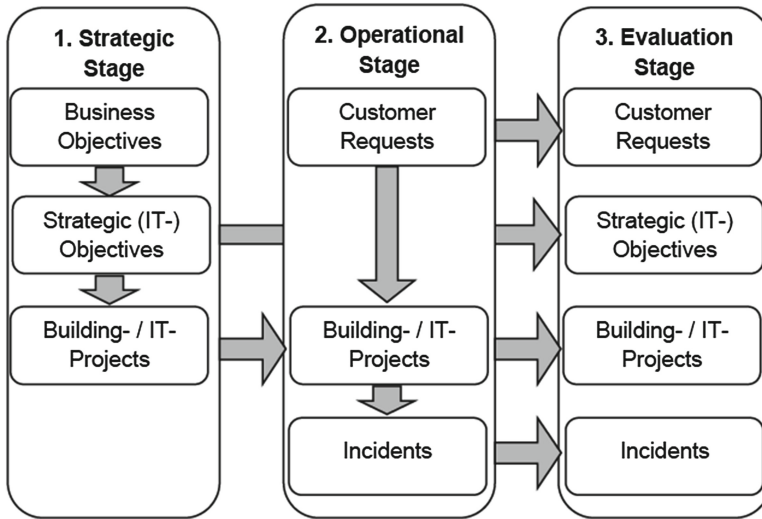 1. Strategic
Stage
Business
Objectives
Strategic (IT-)
Objectives
Building- / IT-
Projects
2. Operational
Stage
Customer
Requests
Building- / IT-
Projects
Incidents
3. Evaluation
Stage
Customer
Requests
Strategic (IT-)
Objectives
Building- / IT-
Projects
Incidents